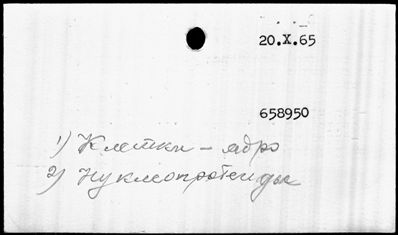 20.X.65
658950
1) Клетки – ядро
2) Нуклеопротеиды